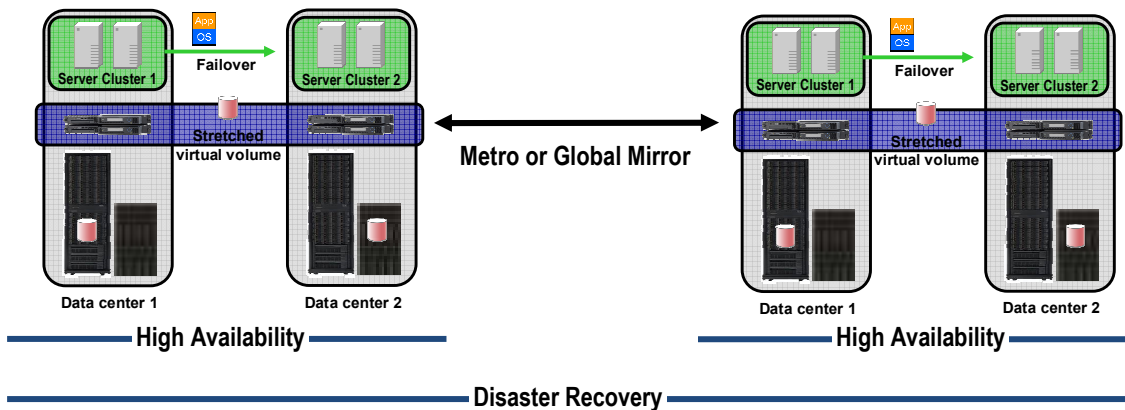 App
OS
Failover
Server Cluster 1
Server Cluster 2
Stretched
virtual volume
Data center 1
Data center 2
High Availability
Metro or Global Mirror
App
OS
Failover
Server Cluster 1
Server Cluster 2
Stretched
virtual volume
Data center 1
Data center 2
High Availability
Disaster Recovery